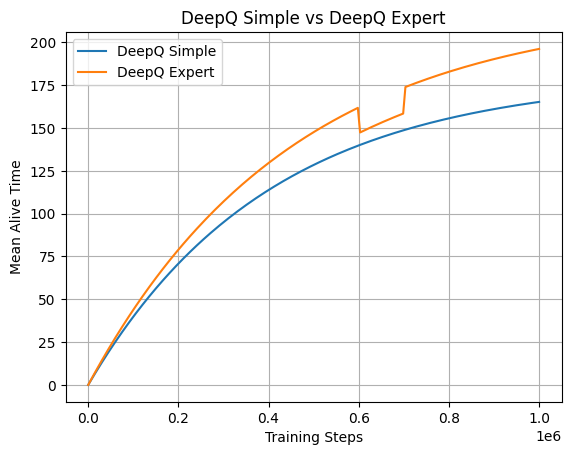 DeepQ Simple vs DeepQ Expert
DeepQ Simple
DeepQ Expert
Mean Alive Time
200
175
150
125
100
75
50
25
0
0.0 0.2 0.4 0.6 0.8 1.0
1e6
Training Steps